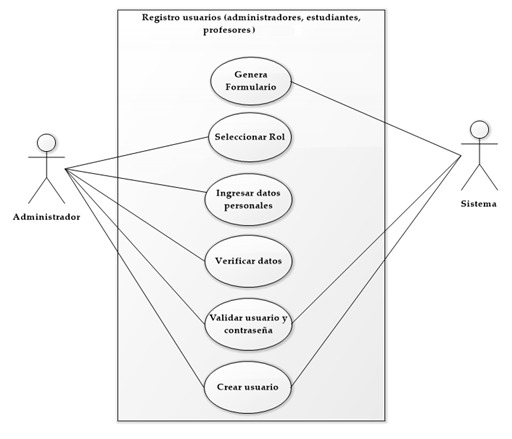 Registro usuarios (administradores, estudiantes,
profesores)
Genera
Formulario
Seleccionar Rol
Ingresar datos
personales
Verificar datos
Validar usuario y
contraseña
Crear usuario
Administrador
Sistema